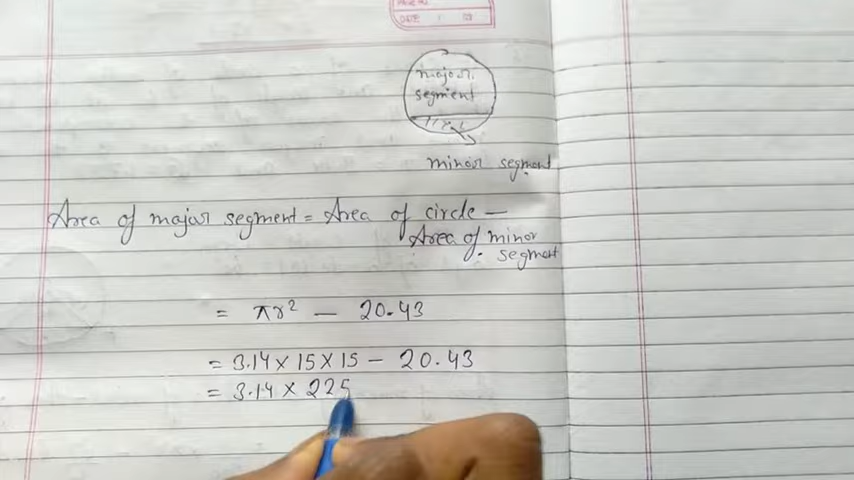 DATE
major
segment
minor segment
Area of major segment = Area of circle —
Area of minor
segment
= πr² — 20.43
= 3.14 × 15 × 15 — 20.43
= 3.14 × 225